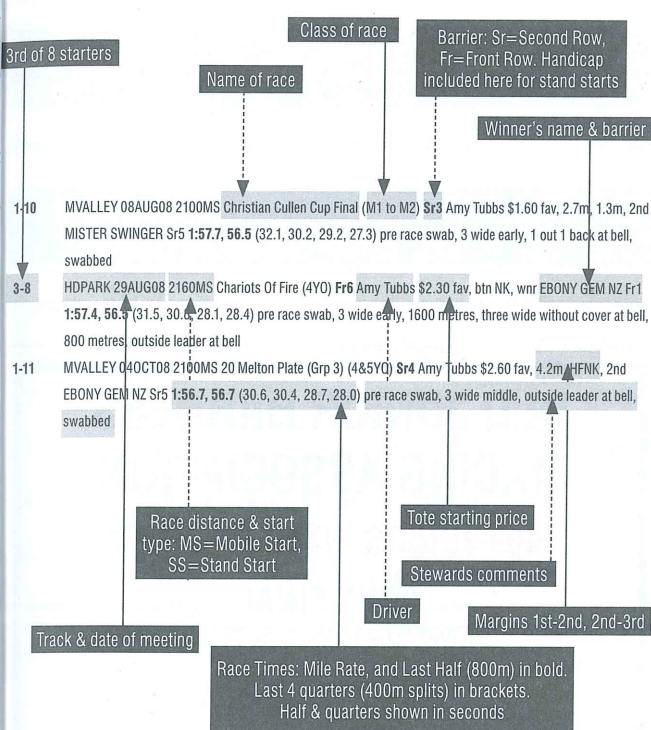 Class of race
Barrier: Sr=Second Row,
Fr=Front Row. Handicap
included here for stand starts
3rd of 8 starters
Name of race
Winner's name & barrier
1-10 MVALLEY 08AUG08 2100MS Christian Cullen Cup Final (M1 to M2) Sr3 Amy Tubbs $1.60 fav, 2.7m, 1.3m, 2nd
MISTER SWINGER Sr5 1:57.7, 56.5 (32.1, 30.2, 29.2, 27.3) pre race swab, 3 wide early, 1 out 1 back at bell,
swabbed
3-8 HDPARK 29AUG08 2160MS Chariots Of Fire (4YO) Fr6 Amy Tubbs $2.30 fav, btn NK, wnr EBONY GEM NZ Fr1
1:57.4, 56.5 (31.5, 30.6, 28.1, 28.4) pre race swab, 3 wide early, 1600 metres, three wide without cover at bell,
800 metres, outside leader at bell
1-11 MVALLEY 04OCT08 2100MS 20 Melton Plate (Grp 3) (4&5YO) Sr4 Amy Tubbs $2.60 fav, 4.2m, HFNK, 2nd
EBONY GEM NZ Sr5 1:56.7, 56.7 (30.6, 30.4, 28.7, 28.0) pre race swab, 3 wide middle, outside leader at bell,
swabbed
Race distance & start
type: MS=Mobile Start,
SS=Stand Start
Tote starting price
Stewards comments
Driver
Margins 1st-2nd, 2nd-3rd
Track & date of meeting
Race Times: Mile Rate, and Last Half (800m) in bold.
Last 4 quarters (400m splits) in brackets.
Half & quarters shown in seconds